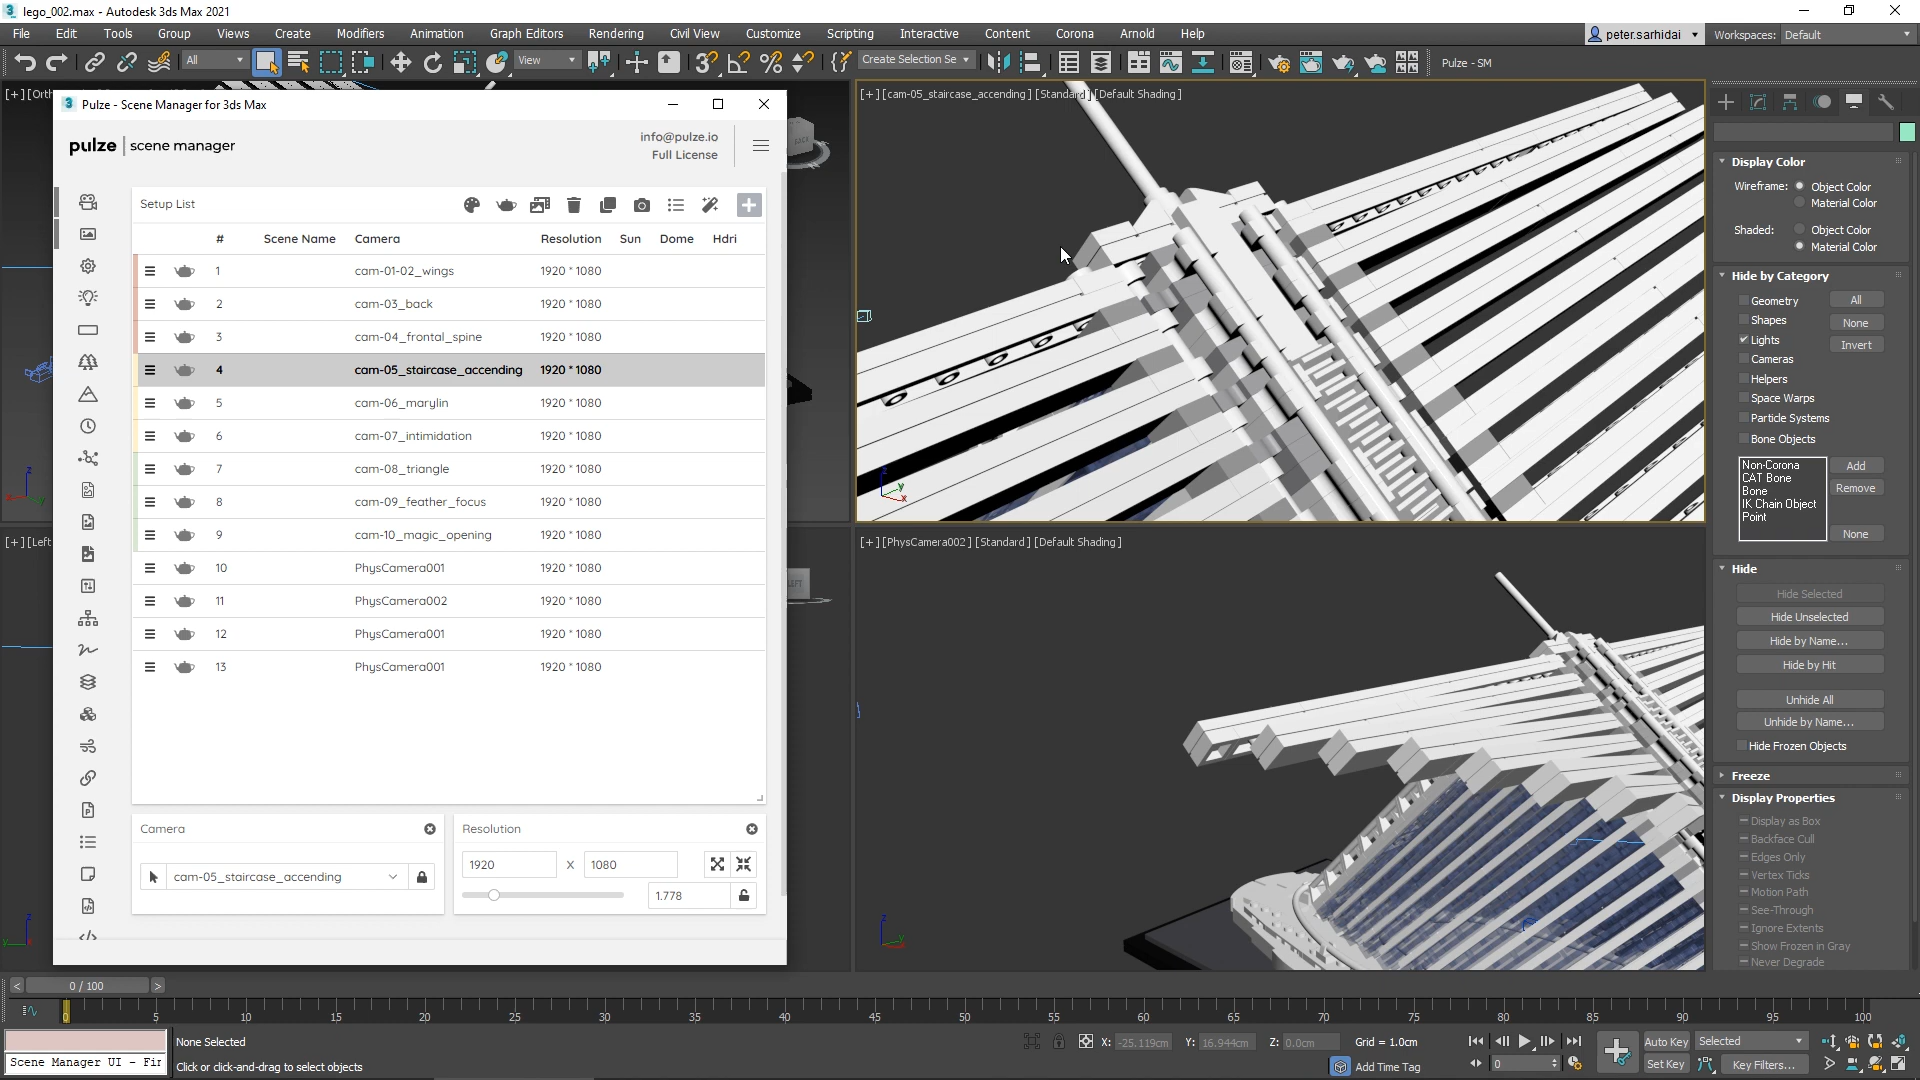 lego_002.max - Autodesk 3ds Max 2021
File Edit Tools Group Views Create Modifiers Animation Graph Editors Rendering Civil View Customize Scripting Interactive Content Corona Arnold Help
peter.sarhidai Workspaces: Default
All View Create Selection Se Pulze - SM
[+] [Orth
Pulze - Scene Manager for 3ds Max
pulze | scene manager
info@pulze.io
Full License
Setup List
# Scene Name Camera Resolution Sun Dome Hdri
1 cam-01-02_wings 1920 * 1080
2 cam-03_back 1920 * 1080
3 cam-04_frontal_spine 1920 * 1080
4 cam-05_staircase_accending 1920 * 1080
5 cam-06_marylin 1920 * 1080
6 cam-07_intimidation 1920 * 1080
7 cam-08_triangle 1920 * 1080
8 cam-09_feather_focus 1920 * 1080
9 cam-10_magic_opening 1920 * 1080
10 PhysCamera001 1920 * 1080
11 PhysCamera002 1920 * 1080
12 PhysCamera001 1920 * 1080
13 PhysCamera001 1920 * 1080
Camera
cam-05_staircase_accending
Resolution
1920 X 1080
1.778
[+] [Left
BACK
LEFT
[+] [cam-05_staircase_accending] [Standard] [Default Shading]
[+] [PhysCamera002] [Standard] [Default Shading]
Display Color
Wireframe: Object Color
Material Color
Shaded: Object Color
Material Color
Hide by Category
Geometry All
Shapes None
Lights Invert
Cameras
Helpers
Space Warps
Particle Systems
Bone Objects
Non-Corona
CAT Bone
Bone
IK Chain Object
Point
Add
Remove
None
Hide
Hide Selected
Hide Unselected
Hide by Name...
Hide by Hit
Unhide All
Unhide by Name...
Hide Frozen Objects
Freeze
Display Properties
Display as Box
Backface Cull
Edges Only
Vertex Ticks
Motion Path
See-Through
Ignore Extents
Show Frozen in Gray
Never Degrade
< 0 / 100 >
0 5 10 15 20 25 30 35 40 45 50 55 60 65 70 75 80 85 90 95 100
None Selected
Scene Manager UI - Fir
Click or click-and-drag to select objects
X: -25.119cm Y: 16.944cm Z: 0.0cm Grid = 1.0cm
Add Time Tag
0
Auto Key Selected
Set Key Key Filters...